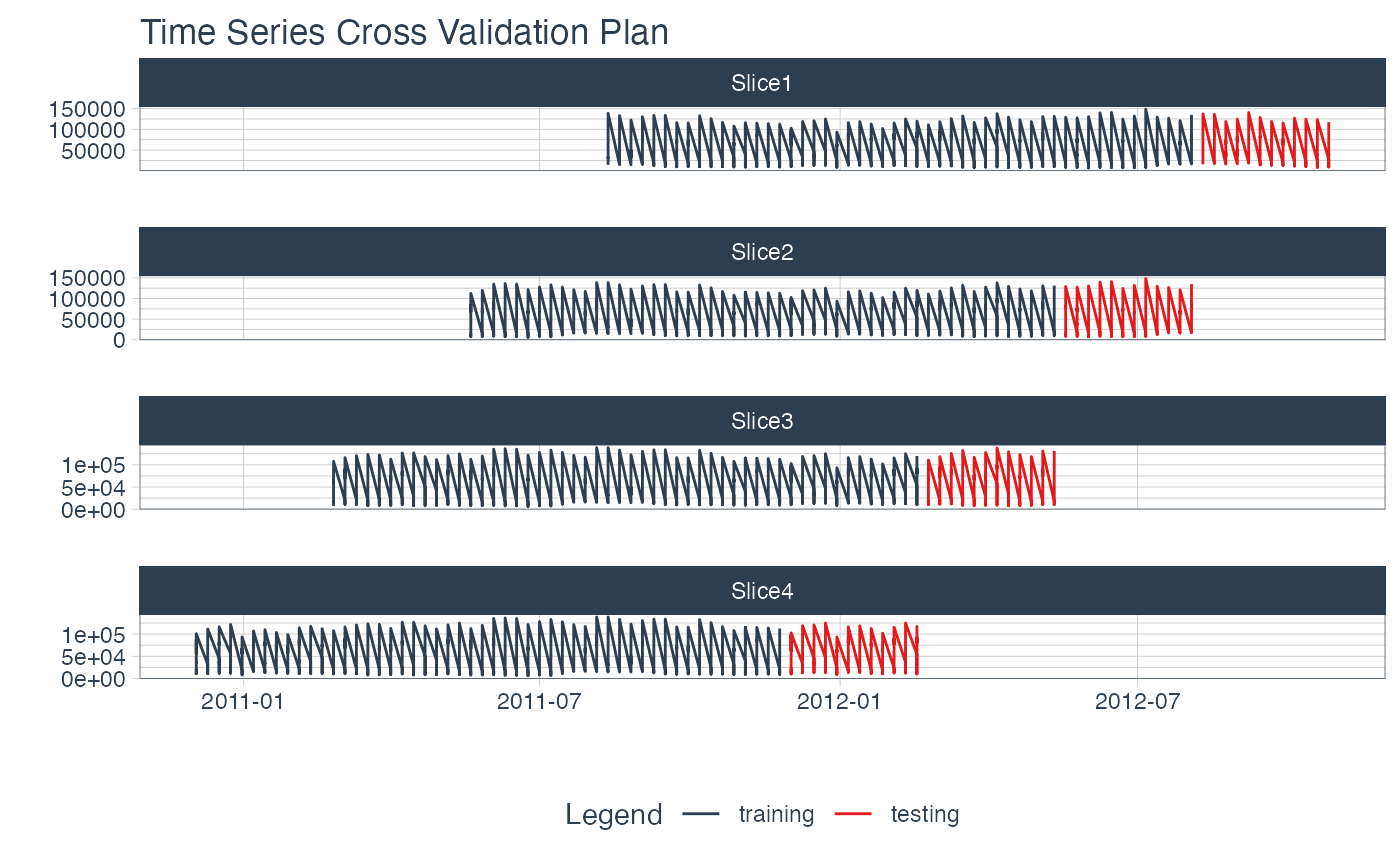 Time Series Cross Validation Plan
Slice1
150000
100000
50000
Slice2
150000
100000
50000
0
Slice3
1e+05
5e+04
0e+00
Slice4
1e+05
5e+04
0e+00
2011-01 2011-07 2012-01 2012-07
Legend training testing